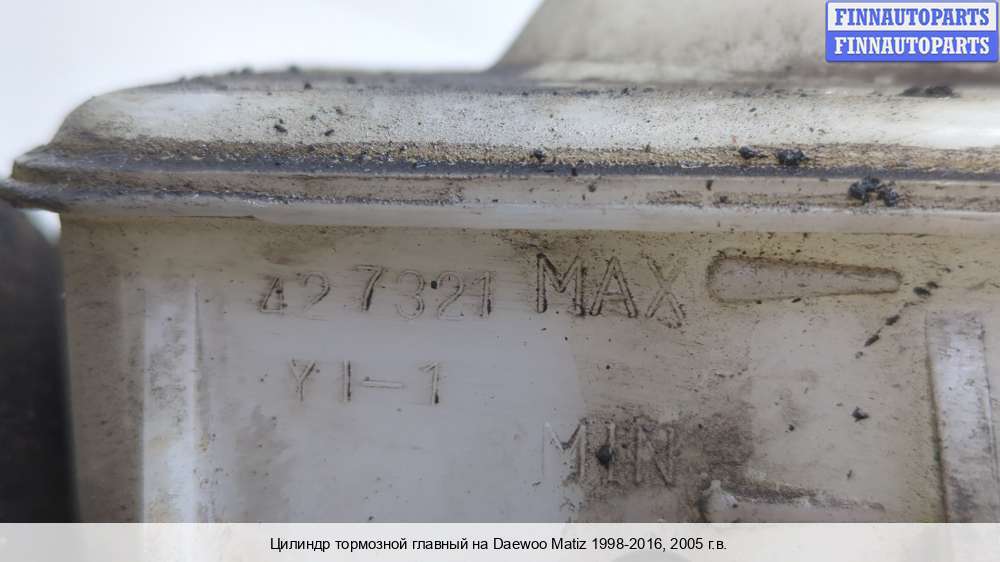 FINNAUTOPARTS
FINNAUTOPARTS
427321 MAX
YI-1
MIN
Цилиндр тормозной главный на Daewoo Matiz 1998-2016, 2005 г.в.